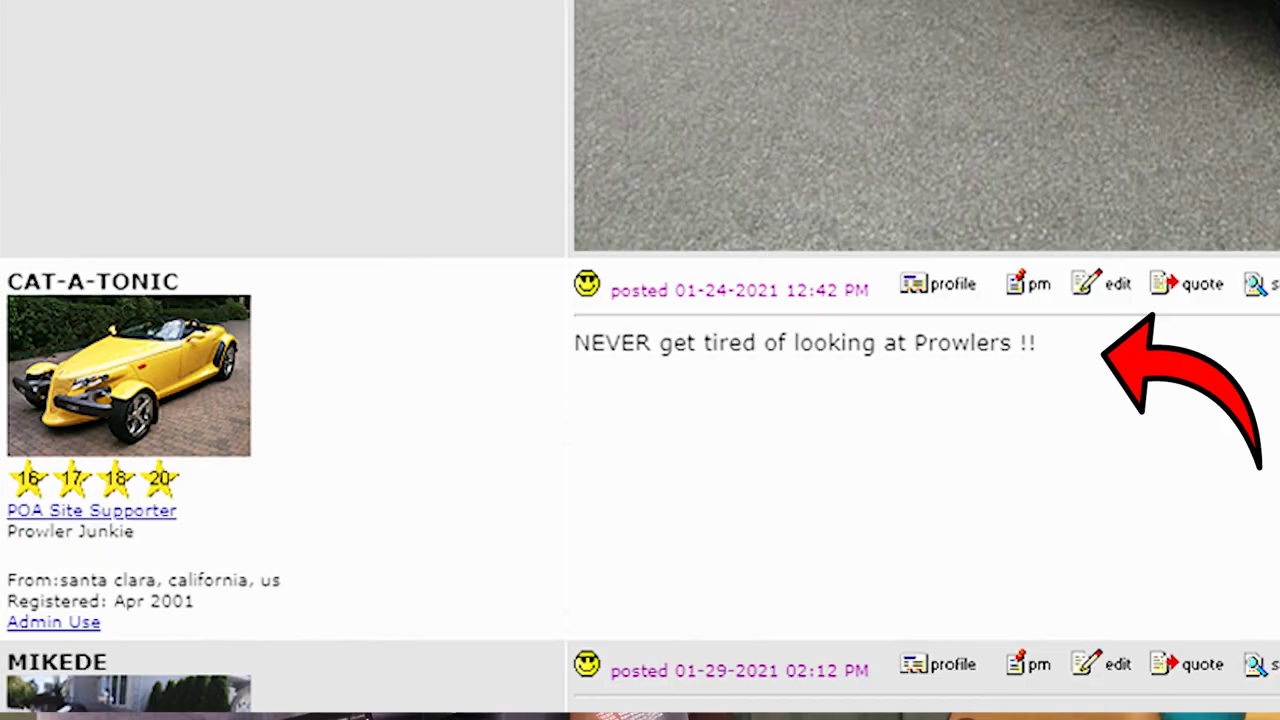 CAT-A-TONIC
16 17 18 20
POA Site Supporter
Prowler Junkie
From:santa clara, california, us
Registered: Apr 2001
Admin Use
posted 01-24-2021 12:42 PM profile pm edit quote s
NEVER get tired of looking at Prowlers !!
MIKEDE
posted 01-29-2021 02:12 PM profile pm edit quote s